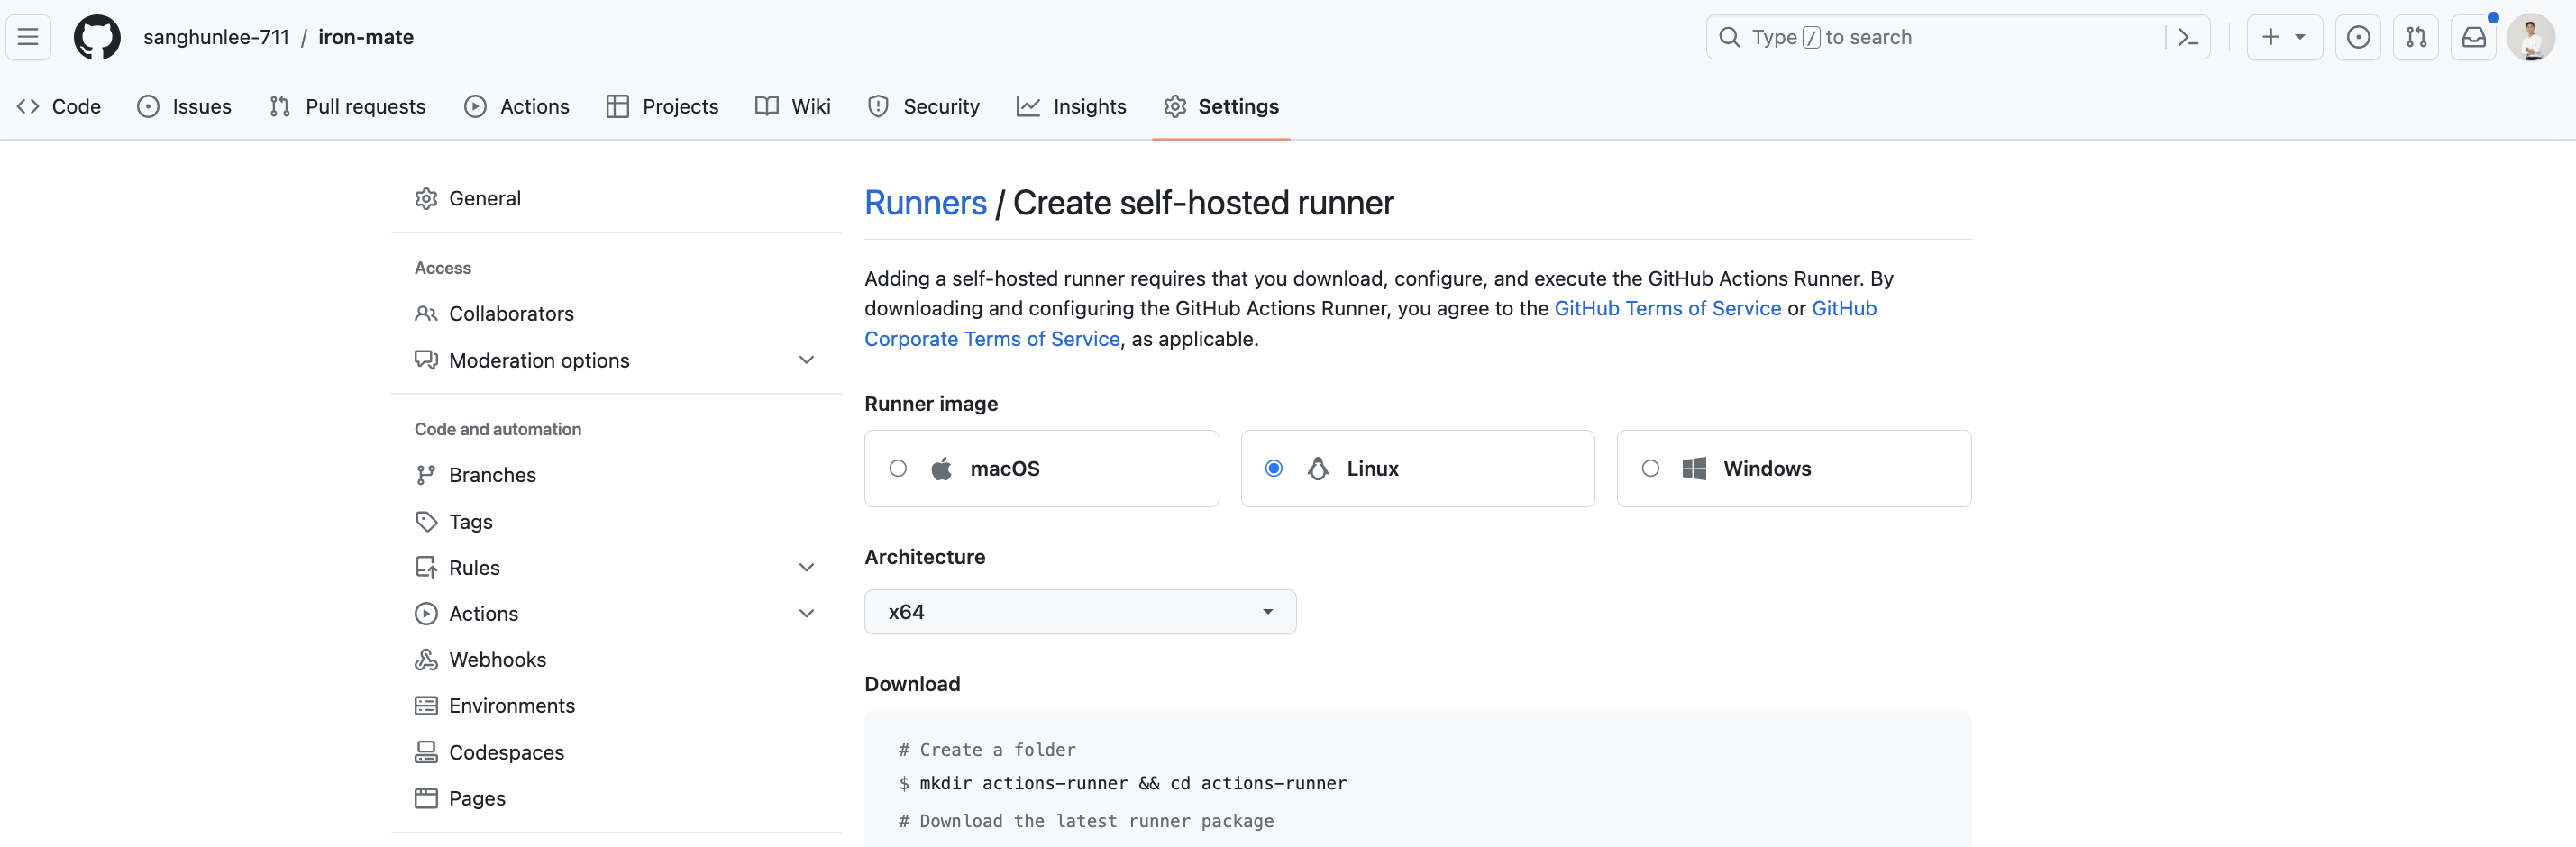 sanghunlee-711 / iron-mate
Type / to search
Code Issues Pull requests Actions Projects Wiki Security Insights Settings
General
Access
Collaborators
Moderation options
Code and automation
Branches
Tags
Rules
Actions
Webhooks
Environments
Codespaces
Pages
Runners / Create self-hosted runner
Adding a self-hosted runner requires that you download, configure, and execute the GitHub Actions Runner. By
downloading and configuring the GitHub Actions Runner, you agree to the GitHub Terms of Service or GitHub
Corporate Terms of Service, as applicable.
Runner image
macOS Linux Windows
Architecture
x64
Download
# Create a folder
$ mkdir actions-runner && cd actions-runner
# Download the latest runner package